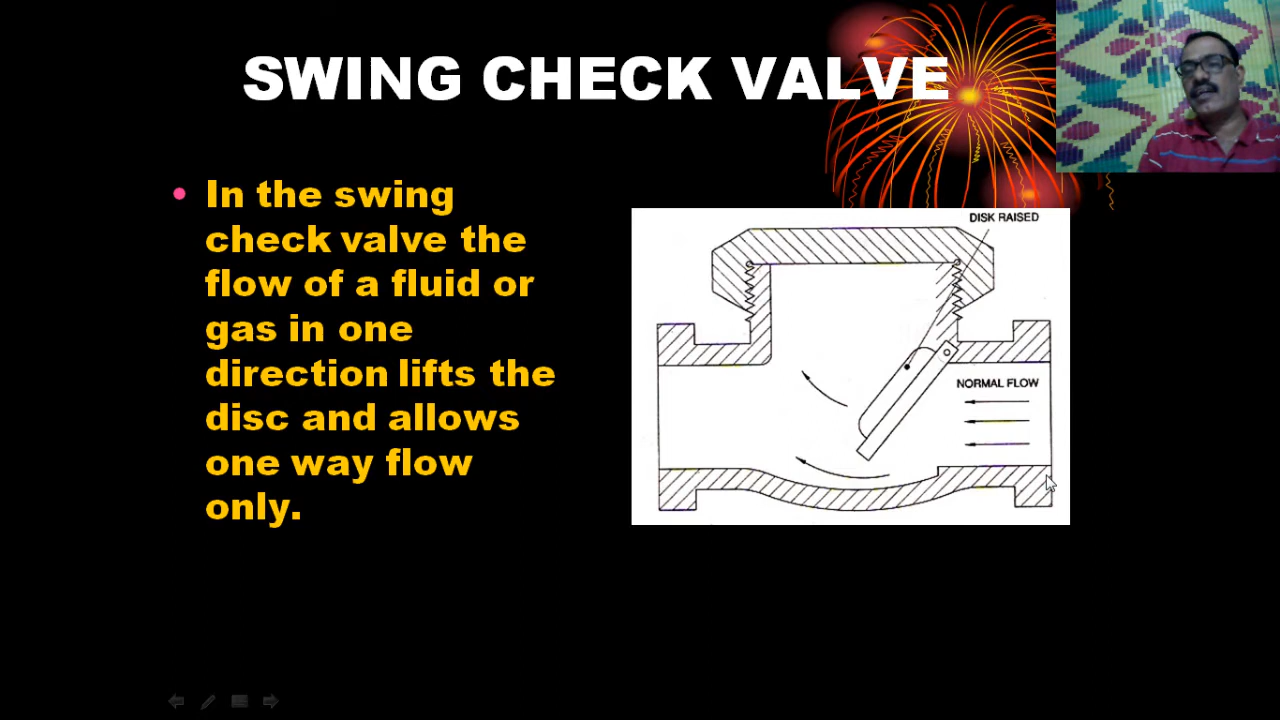 SWING CHECK VALVE
• In the swing
check valve the
flow of a fluid or
gas in one
direction lifts the
disc and allows
one way flow
only.
DISK RAISED
NORMAL FLOW